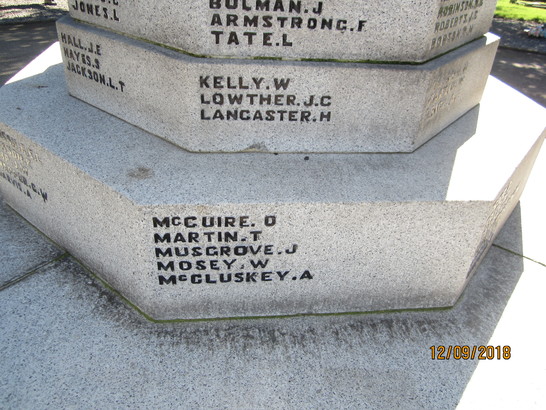 JONES.L
BOLMAN.J
ARMSTRONG.F
TATE.L
HALL.J.E
HAYES.S
JACKSON.L.T
KELLY.W
LOWTHER.J.C
LANCASTER.H
McGUIRE.O
MARTIN.T
MUSGROVE.J
MOSEY.W
McCLUSKEY.A
12/09/2018